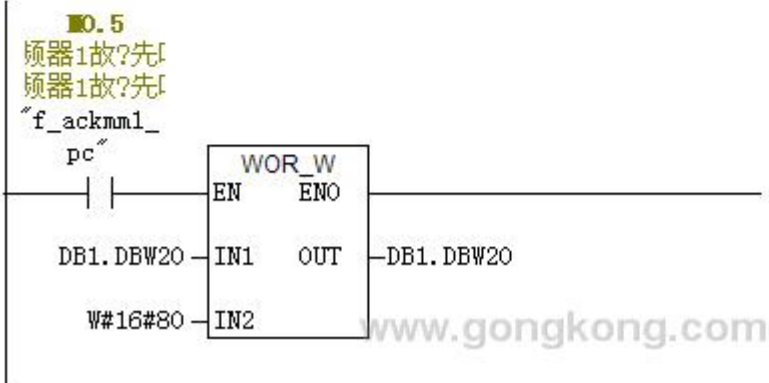 M0.5
频器1故?先
频器1故?先
"f_ackmm1_
pc"
WOR_W
EN ENO
DB1.DBW20 IN1 OUT DB1.DBW20
W#16#80 IN2
www.gongkong.com